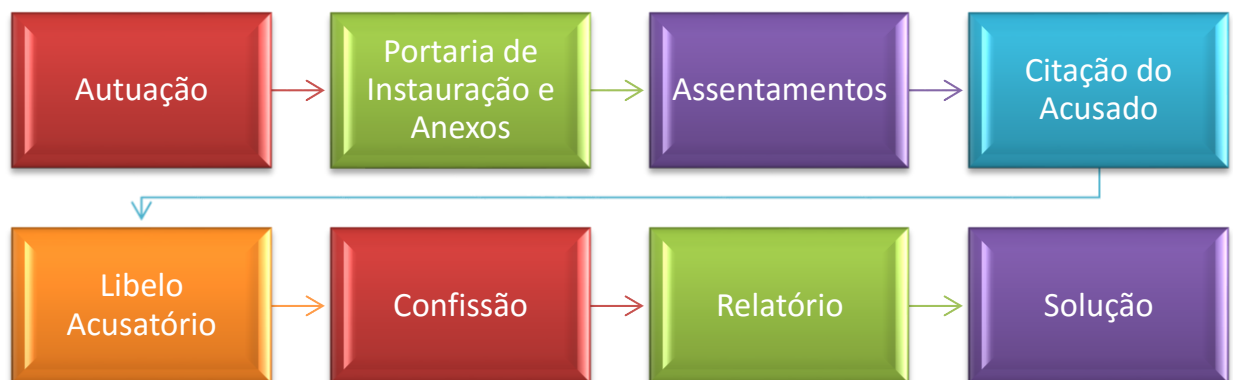 Autuação
Portaria de
Instauração e
Anexos
Assentamentos
Citação do
Acusado
Libelo
Acusatório
Confissão
Relatório
Solução